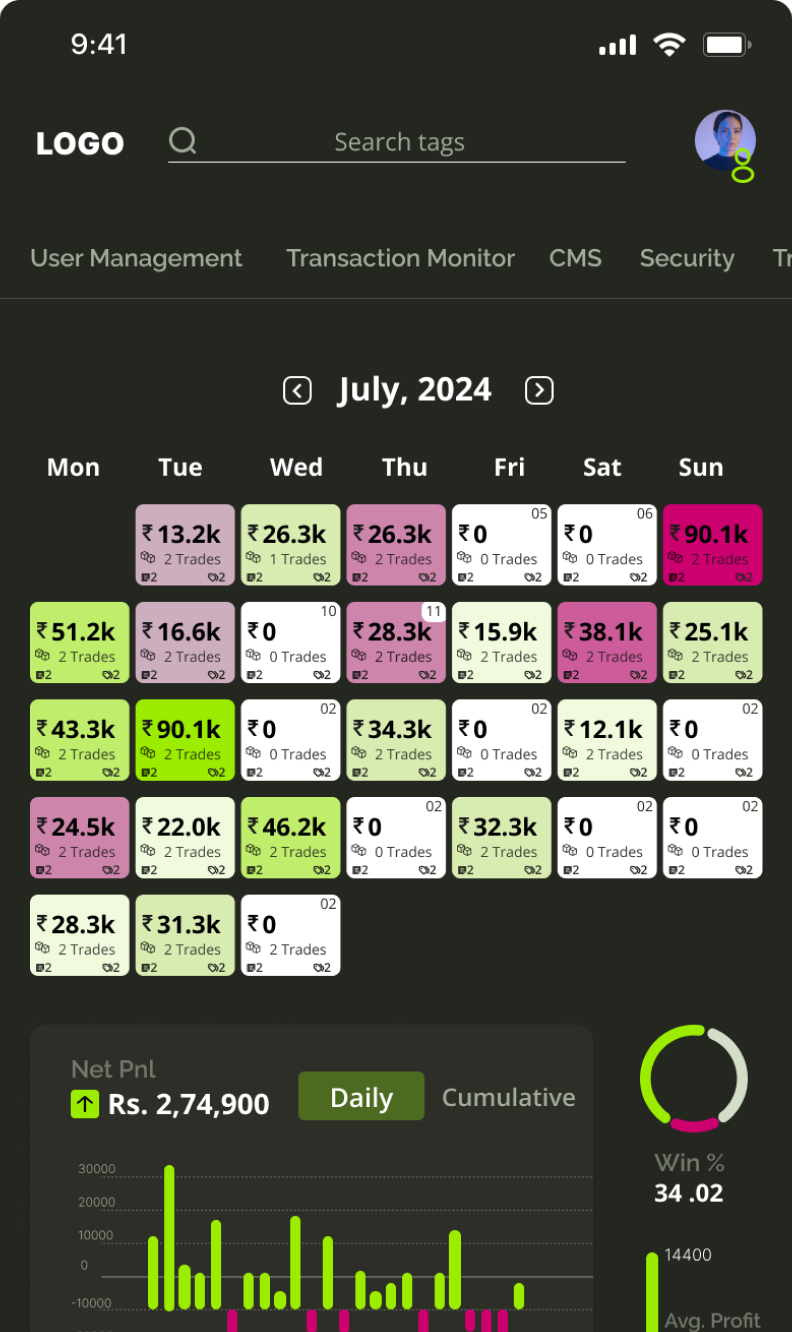 9:41
LOGO Search tags
User Management Transaction Monitor CMS Security Tr
July, 2024
Mon Tue Wed Thu Fri Sat Sun
05 06
₹ 13.2k ₹ 26.3k ₹ 26.3k ₹ 0 ₹ 0 ₹ 90.1k
2 Trades 1 Trades 2 Trades 0 Trades 0 Trades 2 Trades
2 2 2 2 2 2 2 2 2 2 2 2
10 11
₹ 51.2k ₹ 16.6k ₹ 0 ₹ 28.3k ₹ 15.9k ₹ 38.1k ₹ 25.1k
2 Trades 2 Trades 0 Trades 2 Trades 2 Trades 2 Trades 2 Trades
2 2 2 2 2 2 2 2 2 2 2 2 2 2
02 02 02
₹ 43.3k ₹ 90.1k ₹ 0 ₹ 34.3k ₹ 0 ₹ 12.1k ₹ 0
2 Trades 2 Trades 0 Trades 2 Trades 0 Trades 2 Trades 0 Trades
2 2 2 2 2 2 2 2 2 2 2 2 2 2
02 02 02
₹ 24.5k ₹ 22.0k ₹ 46.2k ₹ 0 ₹ 32.3k ₹ 0 ₹ 0
2 Trades 2 Trades 2 Trades 0 Trades 2 Trades 0 Trades 0 Trades
2 2 2 2 2 2 2 2 2 2 2 2 2 2
02
₹ 28.3k ₹ 31.3k ₹ 0
2 Trades 2 Trades 2 Trades
2 2 2 2 2 2
Net Pnl
Rs. 2,74,900 Daily Cumulative
30000
20000
10000
0
-10000
Win %
34 .02
14400
Avg. Profit